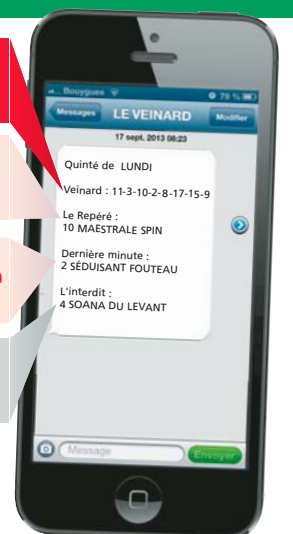 Bouygues 79 %
Messages LE VEINARD Modifier
17 sept. 2013 08:23
Quinté de LUNDI
Veinard : 11-3-10-2-8-17-15-9
Le Repéré :
10 MAESTRALE SPIN
Dernière minute :
2 SÉDUISANT FOUTEAU
L'interdit :
4 SOANA DU LEVANT
Message Envoyer